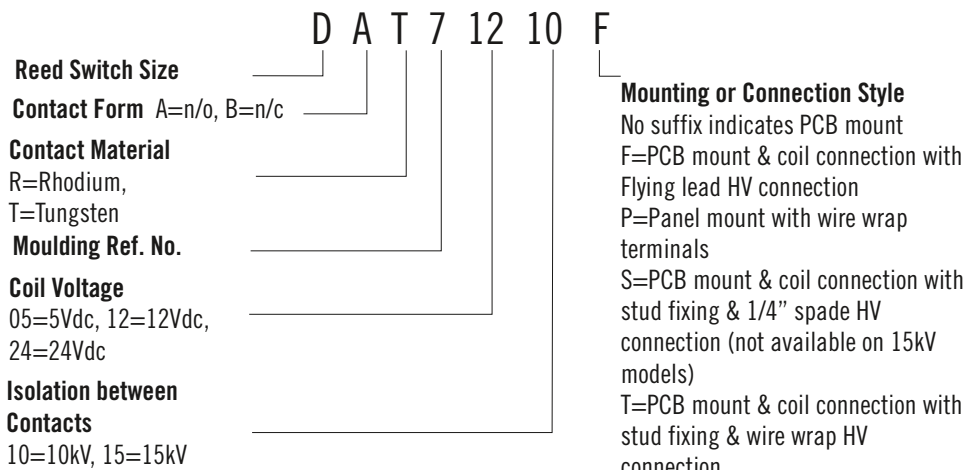 D A T 7 12 10 F
Reed Switch Size
Contact Form A=n/o, B=n/c
Contact Material
R=Rhodium,
T=Tungsten
Moulding Ref. No.
Coil Voltage
05=5Vdc, 12=12Vdc,
24=24Vdc
Isolation between
Contacts
10=10kV, 15=15kV
Mounting or Connection Style
No suffix indicates PCB mount
F=PCB mount & coil connection with
Flying lead HV connection
P=Panel mount with wire wrap
terminals
S=PCB mount & coil connection with
stud fixing & 1/4” spade HV
connection (not available on 15kV
models)
T=PCB mount & coil connection with
stud fixing & wire wrap HV
connection